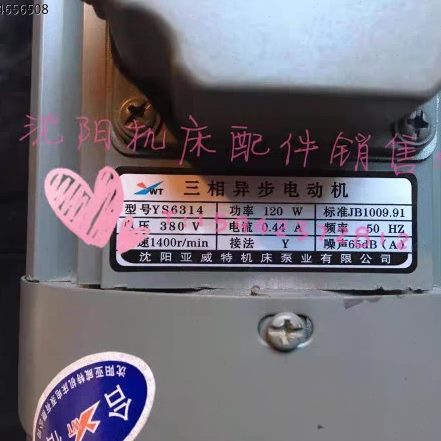 4656508
沈阳机床配件销售
YWT 三相异步电动机
型号YS6314 功率 120 W 标准JB1009.91
压 380 V 电流 0.44 A 频率 50 HZ
速1400r/min 接法 Y 噪声65dB(A)
沈阳亚威特机床泵业有限公司
合